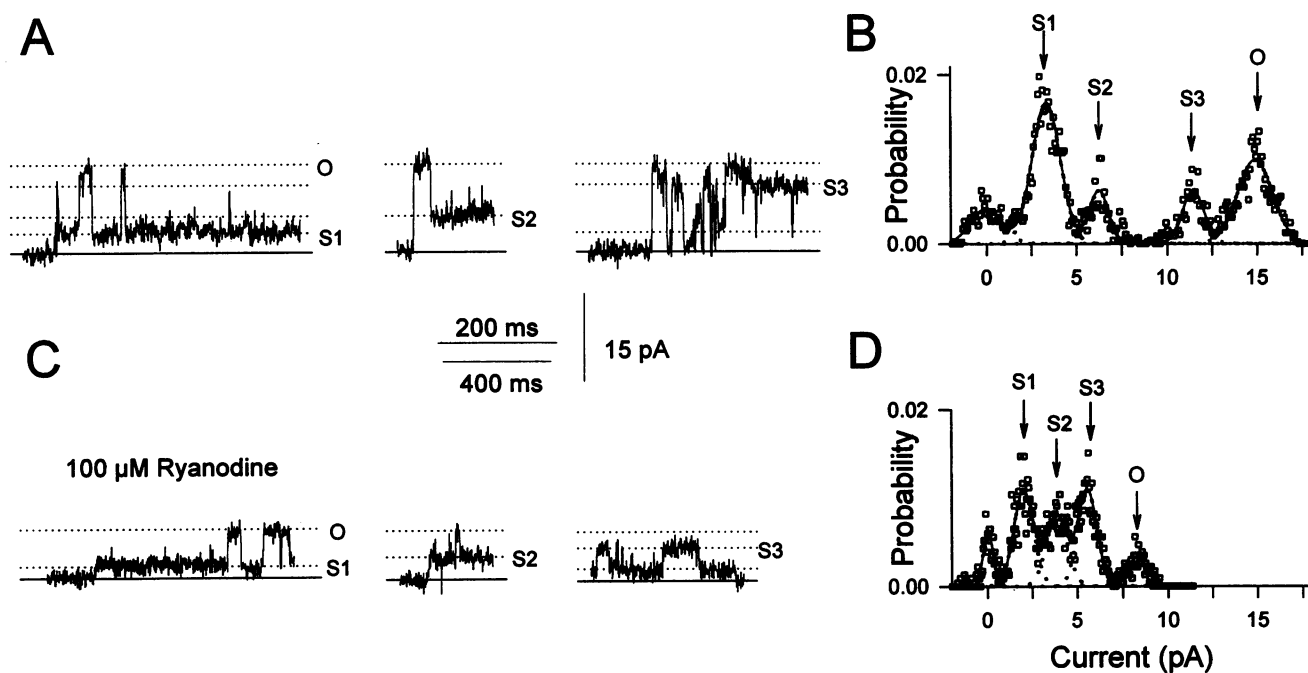 A
O
S1
S2
S3
B
Probability
0.02
0.00
S1
S2
S3
O
0
5
10
15
200 ms
400 ms
15 pA
C
100 µM Ryanodine
O
S1
S2
S3
D
Probability
0.02
0.00
S1
S2
S3
O
0
5
10
15
Current (pA)